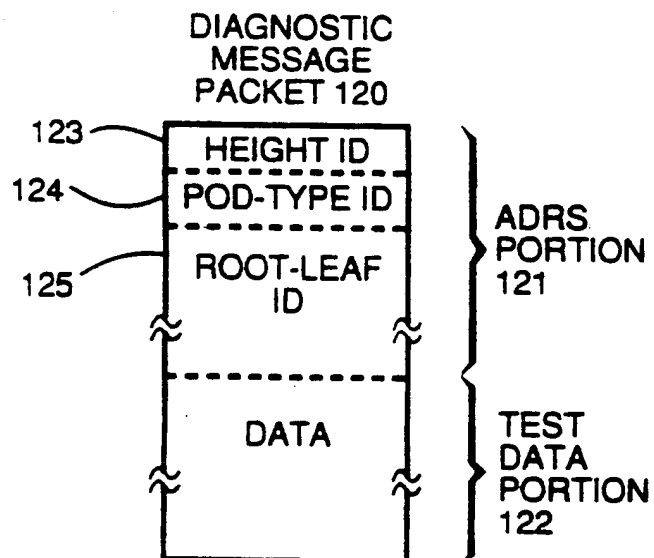 DIAGNOSTIC
MESSAGE
PACKET 120
123
HEIGHT ID
124
POD-TYPE ID
125
ROOT-LEAF
ID
ADRS
PORTION
121
DATA
TEST
DATA
PORTION
122